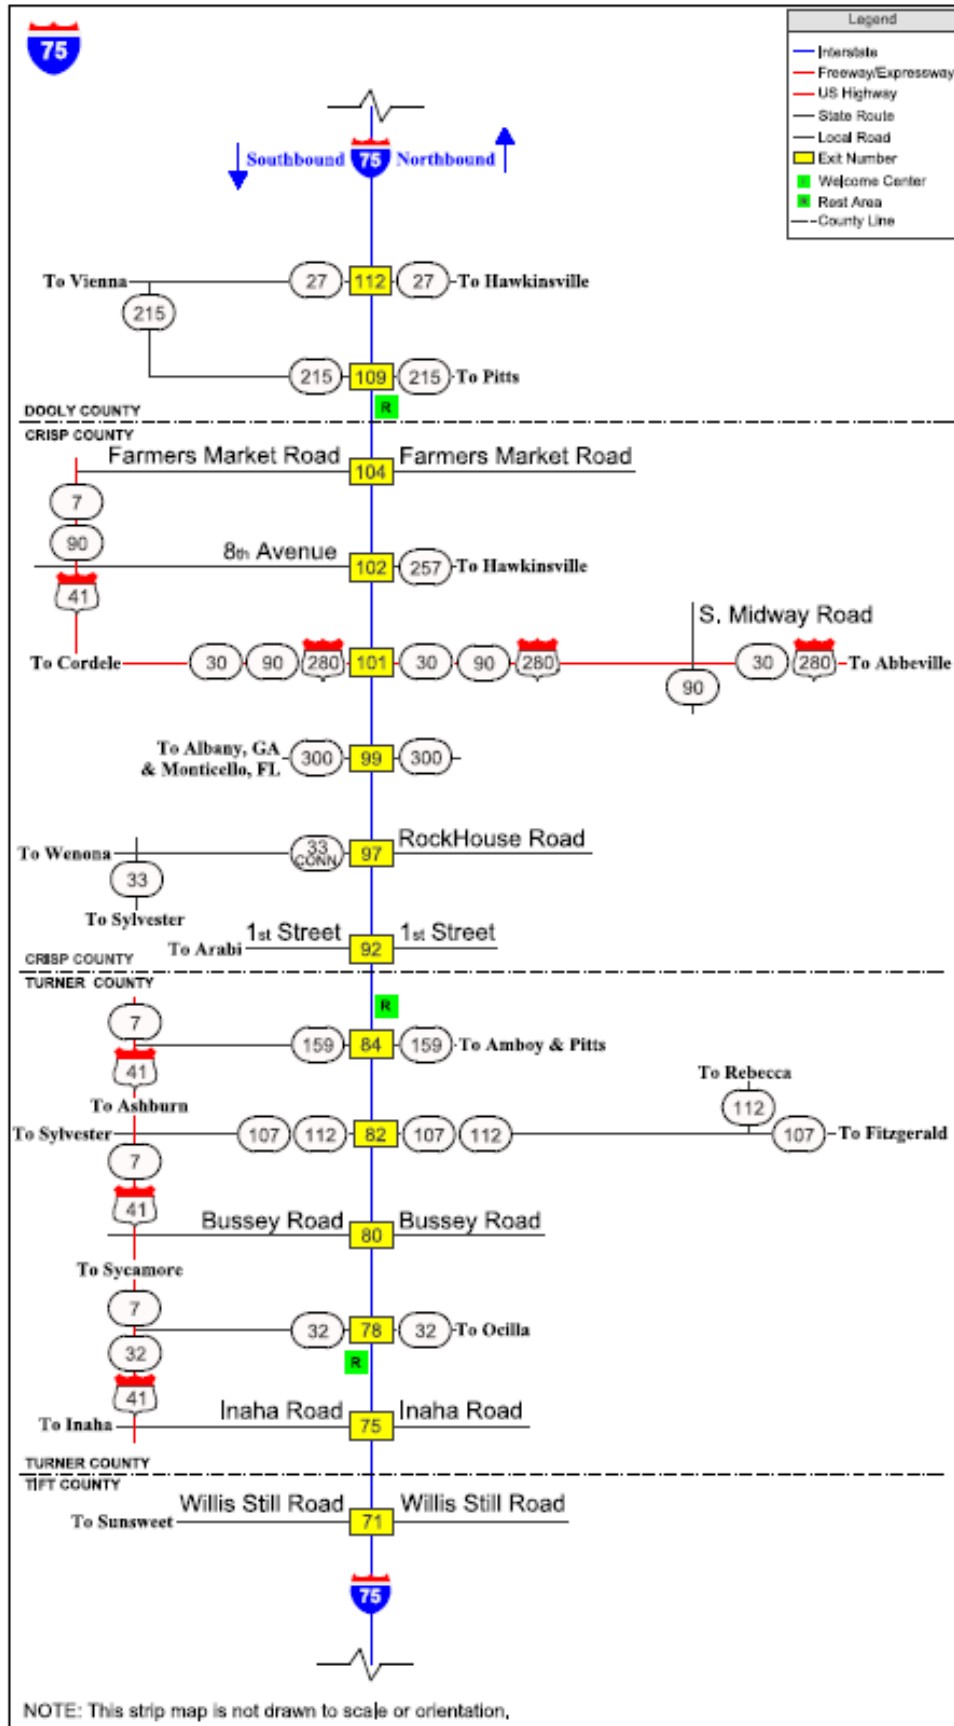 75
Legend
Interstate
Freeway/Expressway
US Highway
State Route
Local Road
Exit Number
Welcome Center
R Rest Area
County Line
Southbound 75 Northbound
To Vienna 27 112 27 To Hawkinsville
215
215 109 215 To Pitts
R
DOOLY COUNTY
CRISP COUNTY
Farmers Market Road 104 Farmers Market Road
7
90
8th Avenue 102 257 To Hawkinsville
41
S. Midway Road
To Cordele 30 90 280 101 30 90 280 30 280 To Abbeville
90
To Albany, GA
& Monticello, FL 300 99 300
To Wenona 33 CONN 97 RockHouse Road
33
To Sylvester
To Arabi 1st Street 92 1st Street
CRISP COUNTY
TURNER COUNTY
R
7
159 84 159 To Amboy & Pitts
41
To Rebecca
To Ashburn
112
To Sylvester 107 112 82 107 112 107 To Fitzgerald
7
41
Bussey Road 80 Bussey Road
To Sycamore
7
32 78 32 To Ocilla
32
R
41
To Inaha Inaha Road 75 Inaha Road
TURNER COUNTY
TIFT COUNTY
To Sunsweet Willis Still Road 71 Willis Still Road
75
NOTE: This strip map is not drawn to scale or orientation,